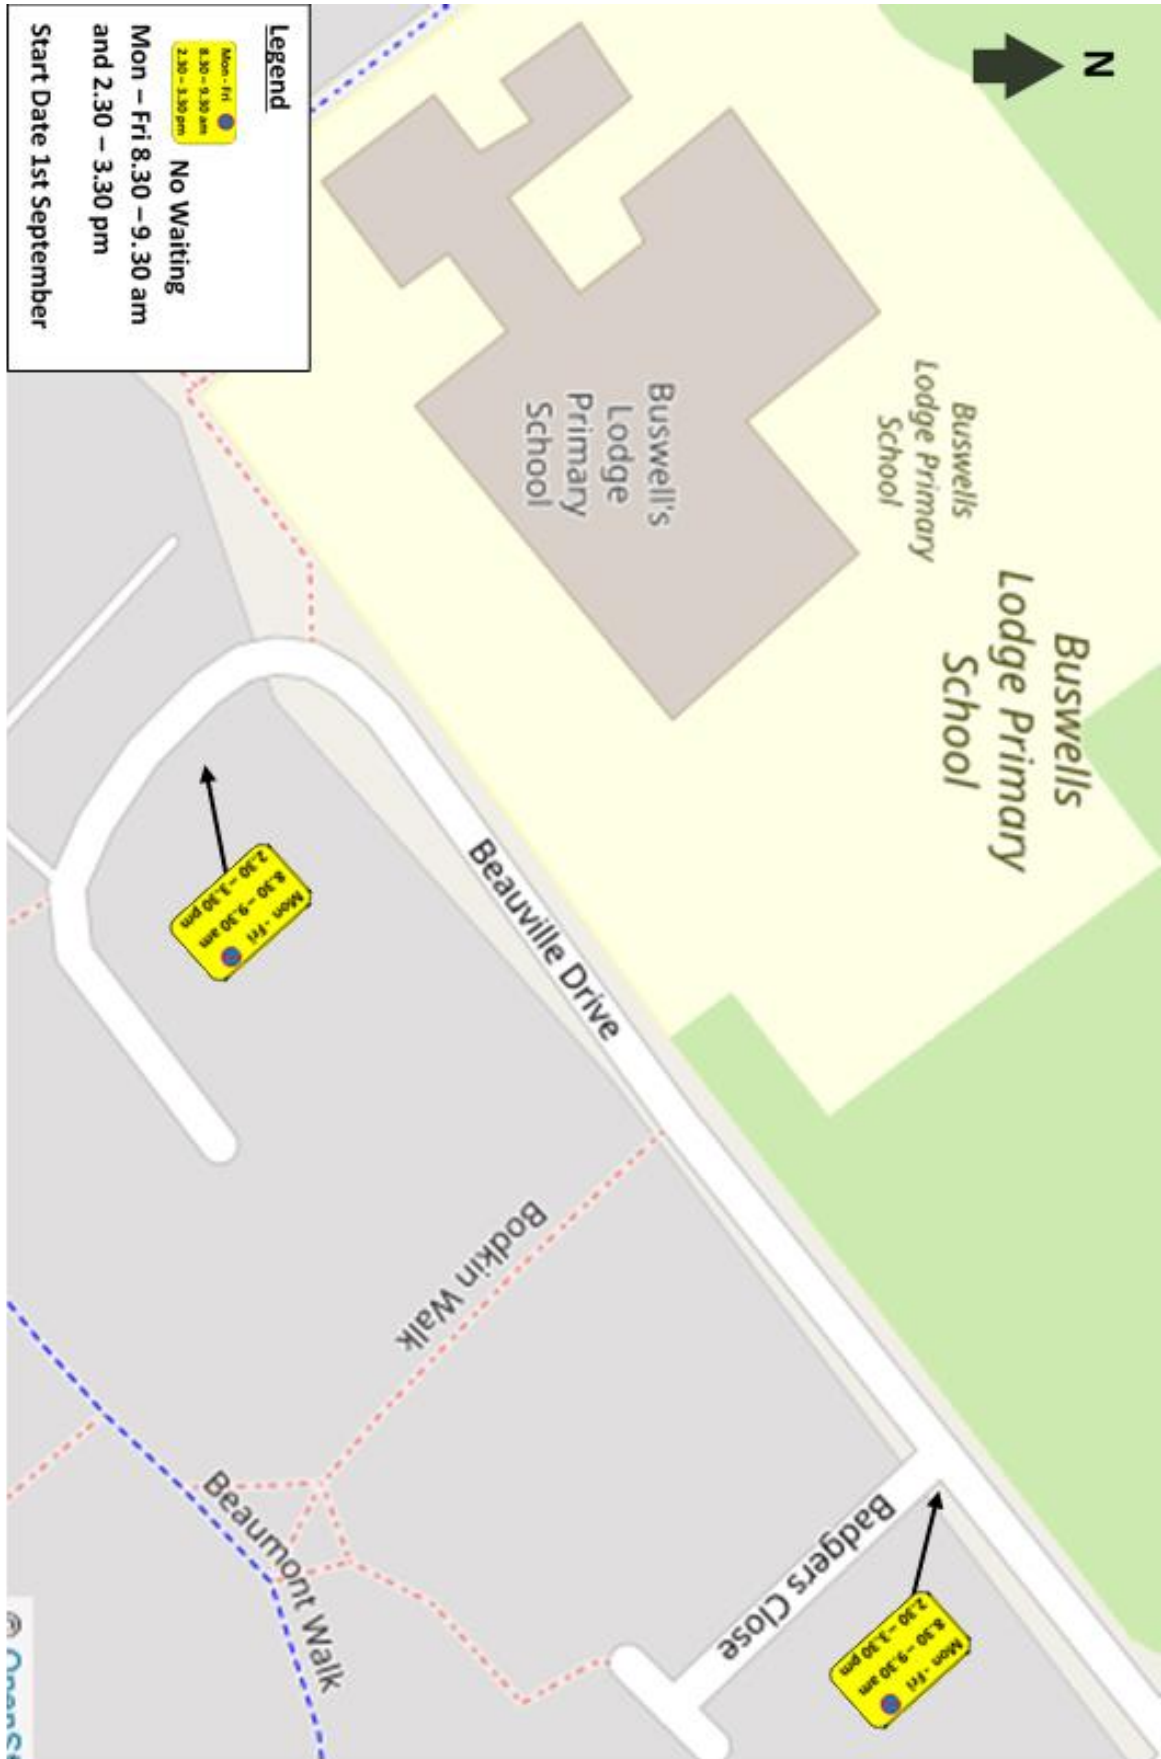 N
Legend
Mon - Fri
8.30 – 9.30 am
2.30 – 3.30 pm
No Waiting
Mon – Fri 8.30 – 9.30 am
and 2.30 – 3.30 pm
Start Date 1st September
Buswells
Lodge Primary
School
Buswells
Lodge Primary
School
Buswell's
Lodge
Primary
School
Beauville Drive
Mon - Fri
8.30 – 9.30 am
2.30 – 3.30 pm
Bodkin Walk
Beaumont Walk
Badgers Close
Mon - Fri
8.30 – 9.30 am
2.30 – 3.30 pm
©